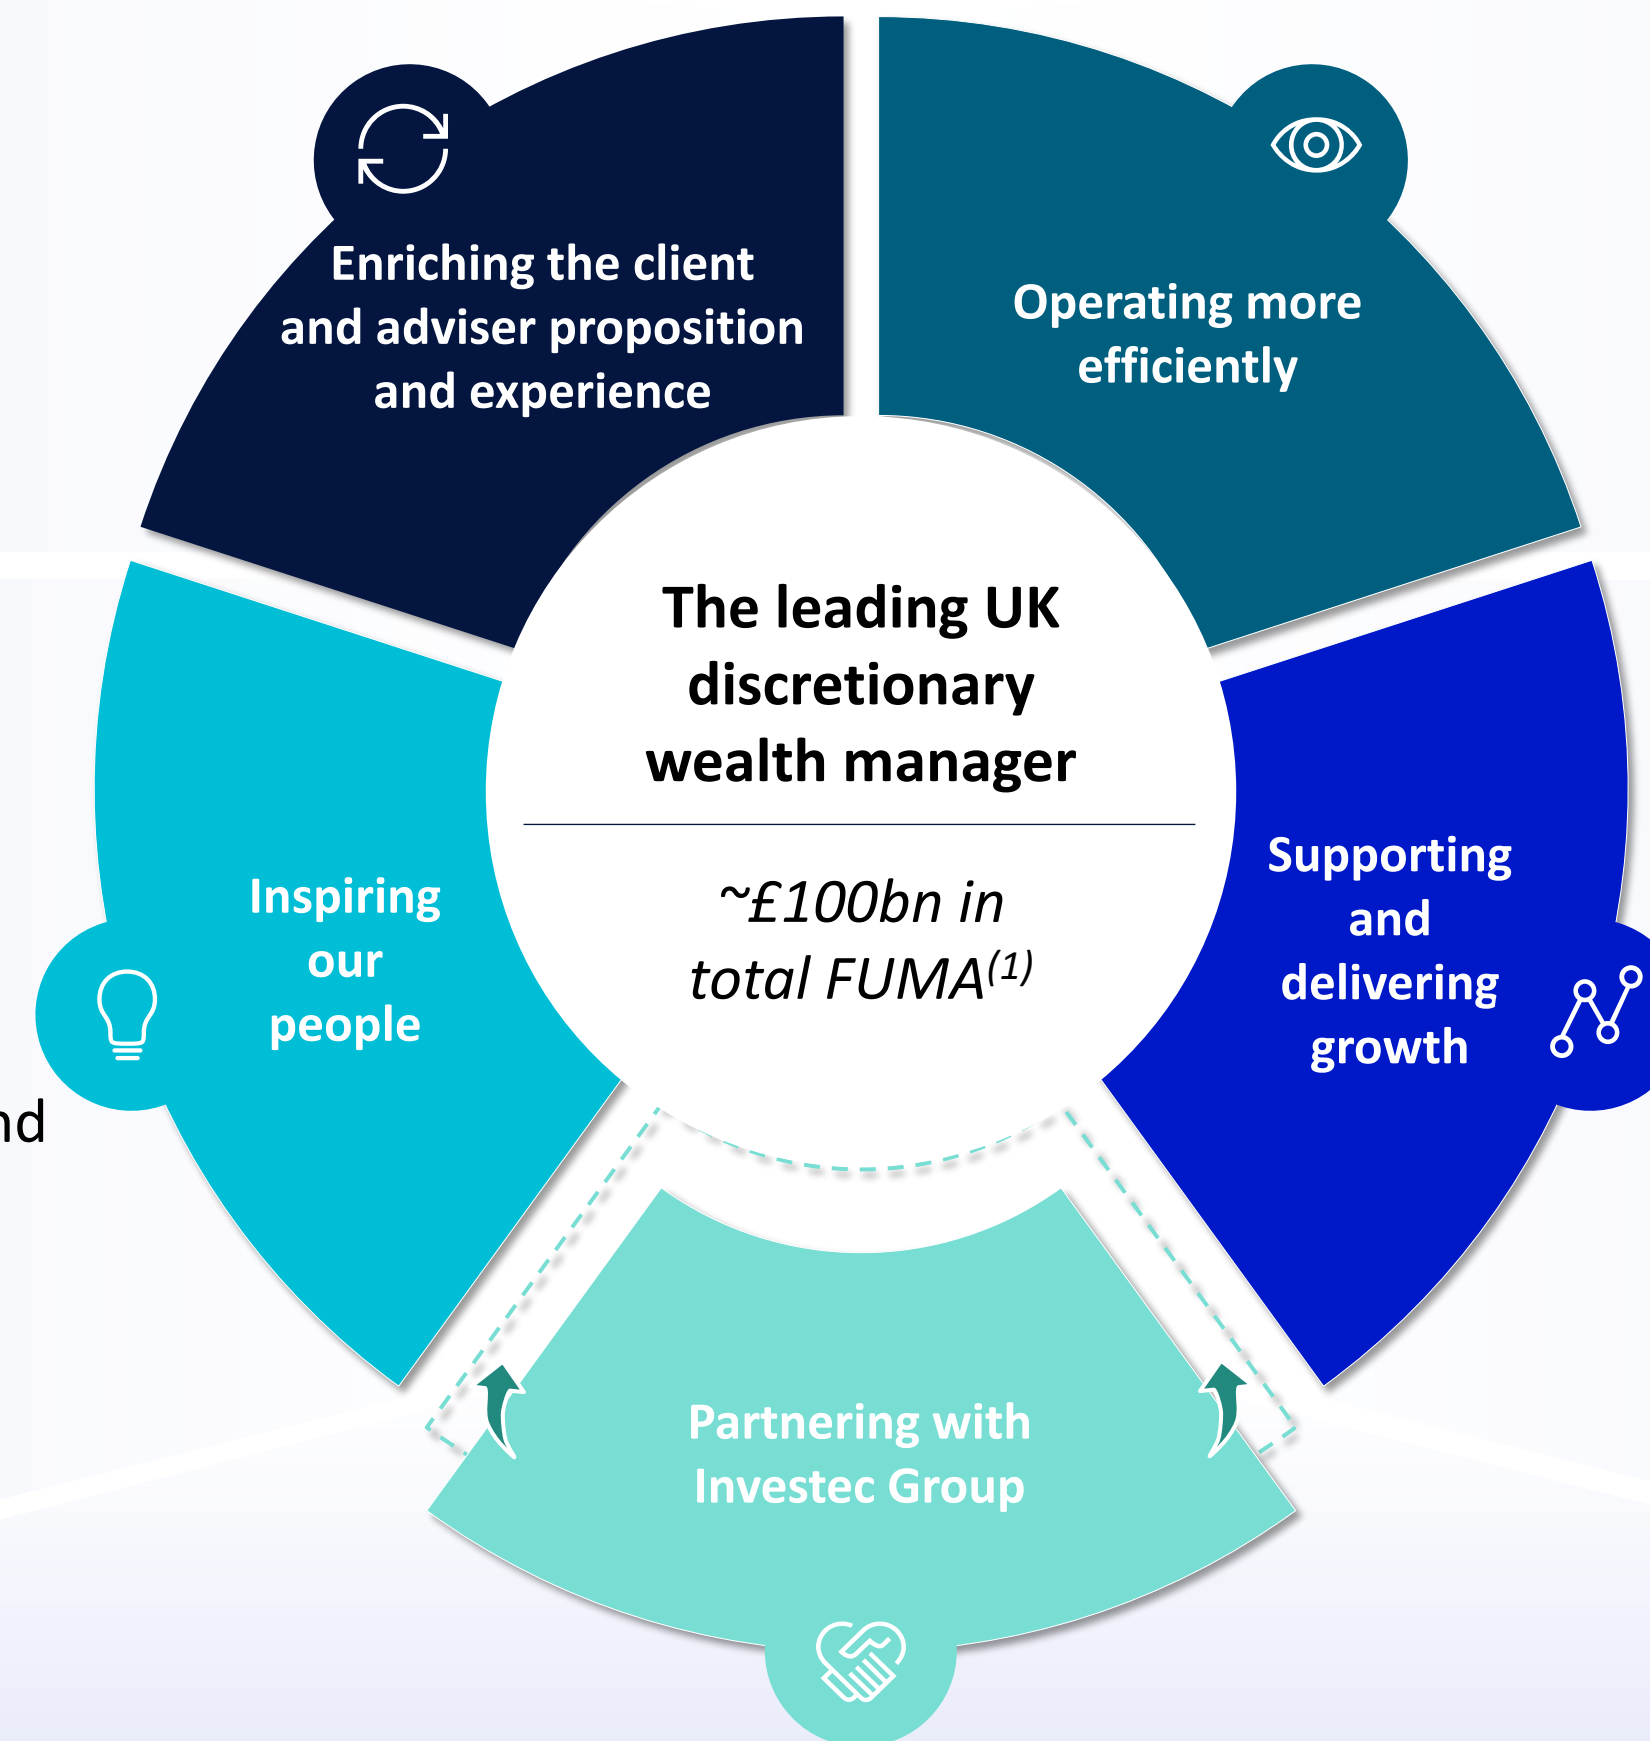 Enriching the client
and adviser proposition
and experience
Operating more
efficiently
The leading UK
discretionary
wealth manager
~£100bn in
total FUMA(1)
Inspiring
our
people
Supporting
and
delivering
growth
Partnering with
Investec Group